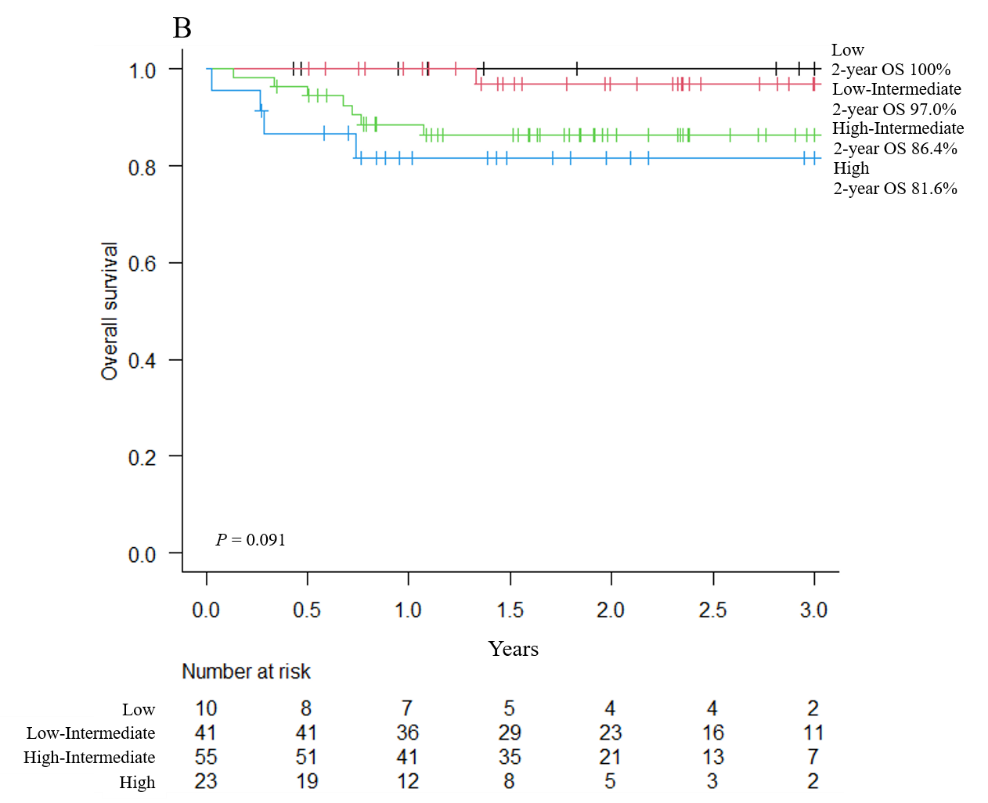 B
Low
2-year OS 100%
Low-Intermediate
2-year OS 97.0%
High-Intermediate
2-year OS 86.4%
High
2-year OS 81.6%
1.0
0.8
0.6
0.4
0.2
0.0
Overall survival
P = 0.091
0.0 0.5 1.0 1.5 2.0 2.5 3.0
Years
Number at risk
Low 10 8 7 5 4 4 2
Low-Intermediate 41 41 36 29 23 16 11
High-Intermediate 55 51 41 35 21 13 7
High 23 19 12 8 5 3 2